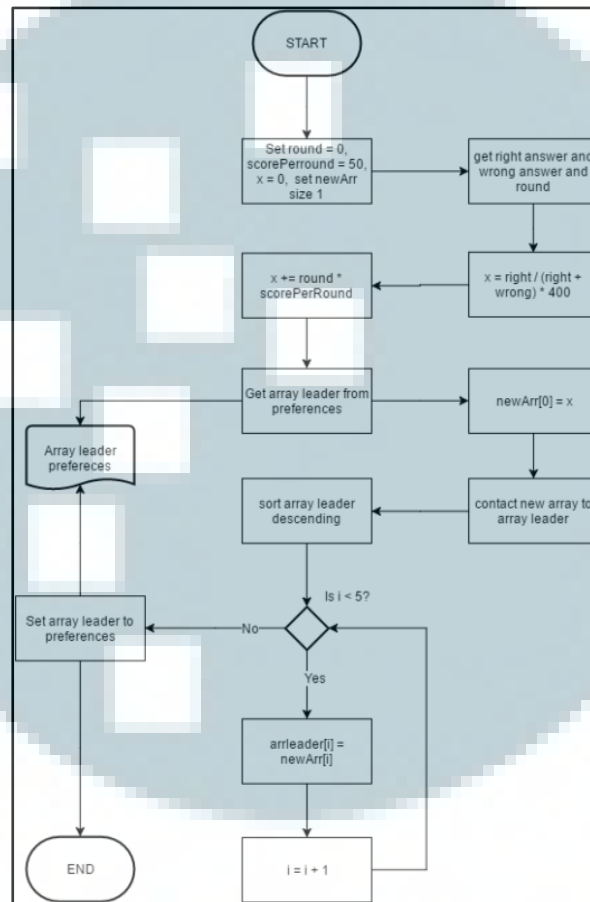 START
Set round = 0,
scorePerround = 50,
x = 0, set newArr
size 1
get right answer and
wrong answer and
round
x += round *
scorePerRound
x = right / (right +
wrong) * 400
Get array leader from
preferences
newArr[0] = x
Array leader
prefereces
sort array leader
descending
contact new array to
array leader
Is i < 5?
Set array leader to
preferences
No
Yes
arrleader[i] =
newArr[i]
END
i = i + 1